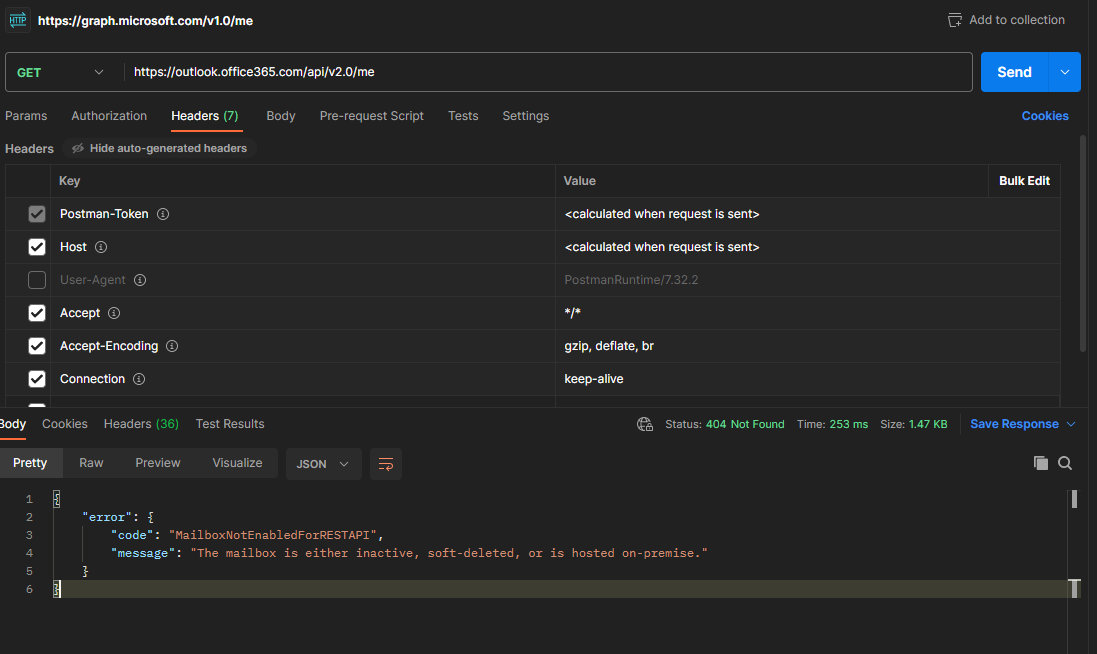 HTTP https://graph.microsoft.com/v1.0/me Add to collection
GET https://outlook.office365.com/api/v2.0/me Send
Params Authorization Headers (7) Body Pre-request Script Tests Settings Cookies
Headers Hide auto-generated headers
Key Value Bulk Edit
Postman-Token <calculated when request is sent>
Host <calculated when request is sent>
User-Agent PostmanRuntime/7.32.2
Accept */*
Accept-Encoding gzip, deflate, br
Connection keep-alive
Body Cookies Headers (36) Test Results Status: 404 Not Found Time: 253 ms Size: 1.47 KB Save Response
Pretty Raw Preview Visualize JSON
1 {
2 "error": {
3 "code": "MailboxNotEnabledForRESTAPI",
4 "message": "The mailbox is either inactive, soft-deleted, or is hosted on-premise."
5 }
6 }